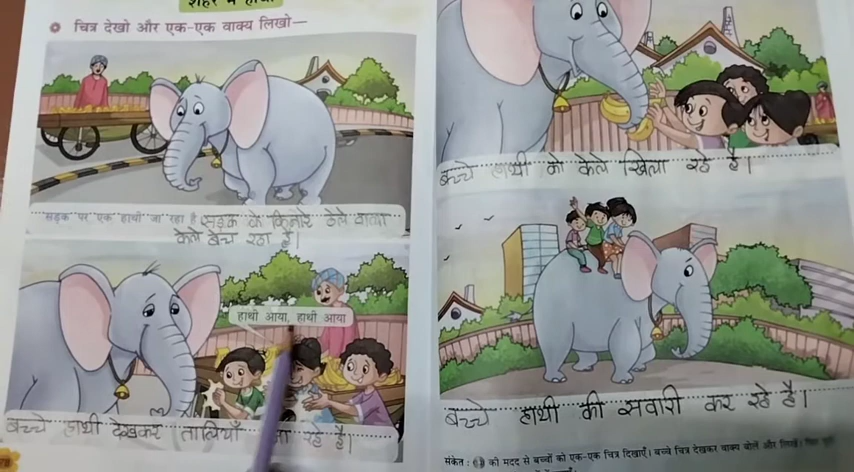 शहर में हाथी
चित्र देखो और एक-एक वाक्य लिखो—
सड़क पर एक हाथी जा रहा है सड़क के किनारे ठेले वाला
केले बेच रहा है।
हाथी आया, हाथी आया
बच्चे हाथी देखकर तालियाँ रहे है।
बच्चे हाथी को केले खिला रहे है।
बच्चे हाथी की सवारी कर रहे है।
संकेत : की मदद से बच्चों को एक-एक चित्र दिखाएँ। बच्चे चित्र देखकर वाक्य बोलें और लिखें।